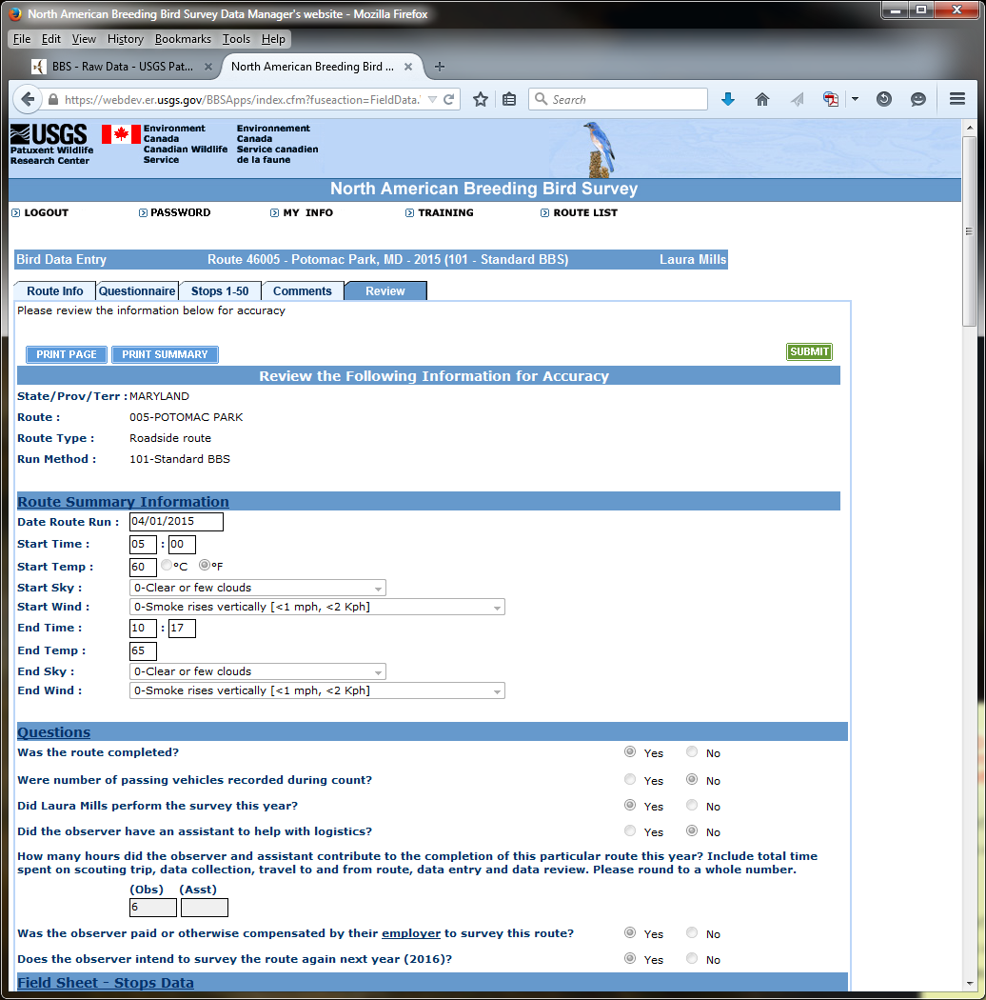 North American Breeding Bird Survey Data Manager's website - Mozilla Firefox
File Edit View History Bookmarks Tools Help
BBS - Raw Data - USGS Pat... North American Breeding Bird ...
https://webdev.er.usgs.gov/BBSApps/index.cfm?fuseaction=FieldData. Search
USGS
Patuxent Wildlife
Research Center
Environment
Canada
Canadian Wildlife
Service
Environnement
Canada
Service canadien
de la faune
North American Breeding Bird Survey
LOGOUT PASSWORD MY INFO TRAINING ROUTE LIST
Bird Data Entry Route 46005 - Potomac Park, MD - 2015 (101 - Standard BBS) Laura Mills
Route Info Questionnaire Stops 1-50 Comments Review
Please review the information below for accuracy
PRINT PAGE PRINT SUMMARY SUBMIT
Review the Following Information for Accuracy
State/Prov/Terr : MARYLAND
Route : 005-POTOMAC PARK
Route Type : Roadside route
Run Method : 101-Standard BBS
Route Summary Information
Date Route Run : 04/01/2015
Start Time : 05 : 00
Start Temp : 60 °C °F
Start Sky : 0-Clear or few clouds
Start Wind : 0-Smoke rises vertically [<1 mph, <2 Kph]
End Time : 10 : 17
End Temp : 65
End Sky : 0-Clear or few clouds
End Wind : 0-Smoke rises vertically [<1 mph, <2 Kph]
Questions
Was the route completed? Yes No
Were number of passing vehicles recorded during count? Yes No
Did Laura Mills perform the survey this year? Yes No
Did the observer have an assistant to help with logistics? Yes No
How many hours did the observer and assistant contribute to the completion of this particular route this year? Include total time
spent on scouting trip, data collection, travel to and from route, data entry and data review. Please round to a whole number.
(Obs) (Asst)
6
Was the observer paid or otherwise compensated by their employer to survey this route? Yes No
Does the observer intend to survey the route again next year (2016)? Yes No
Field Sheet - Stops Data